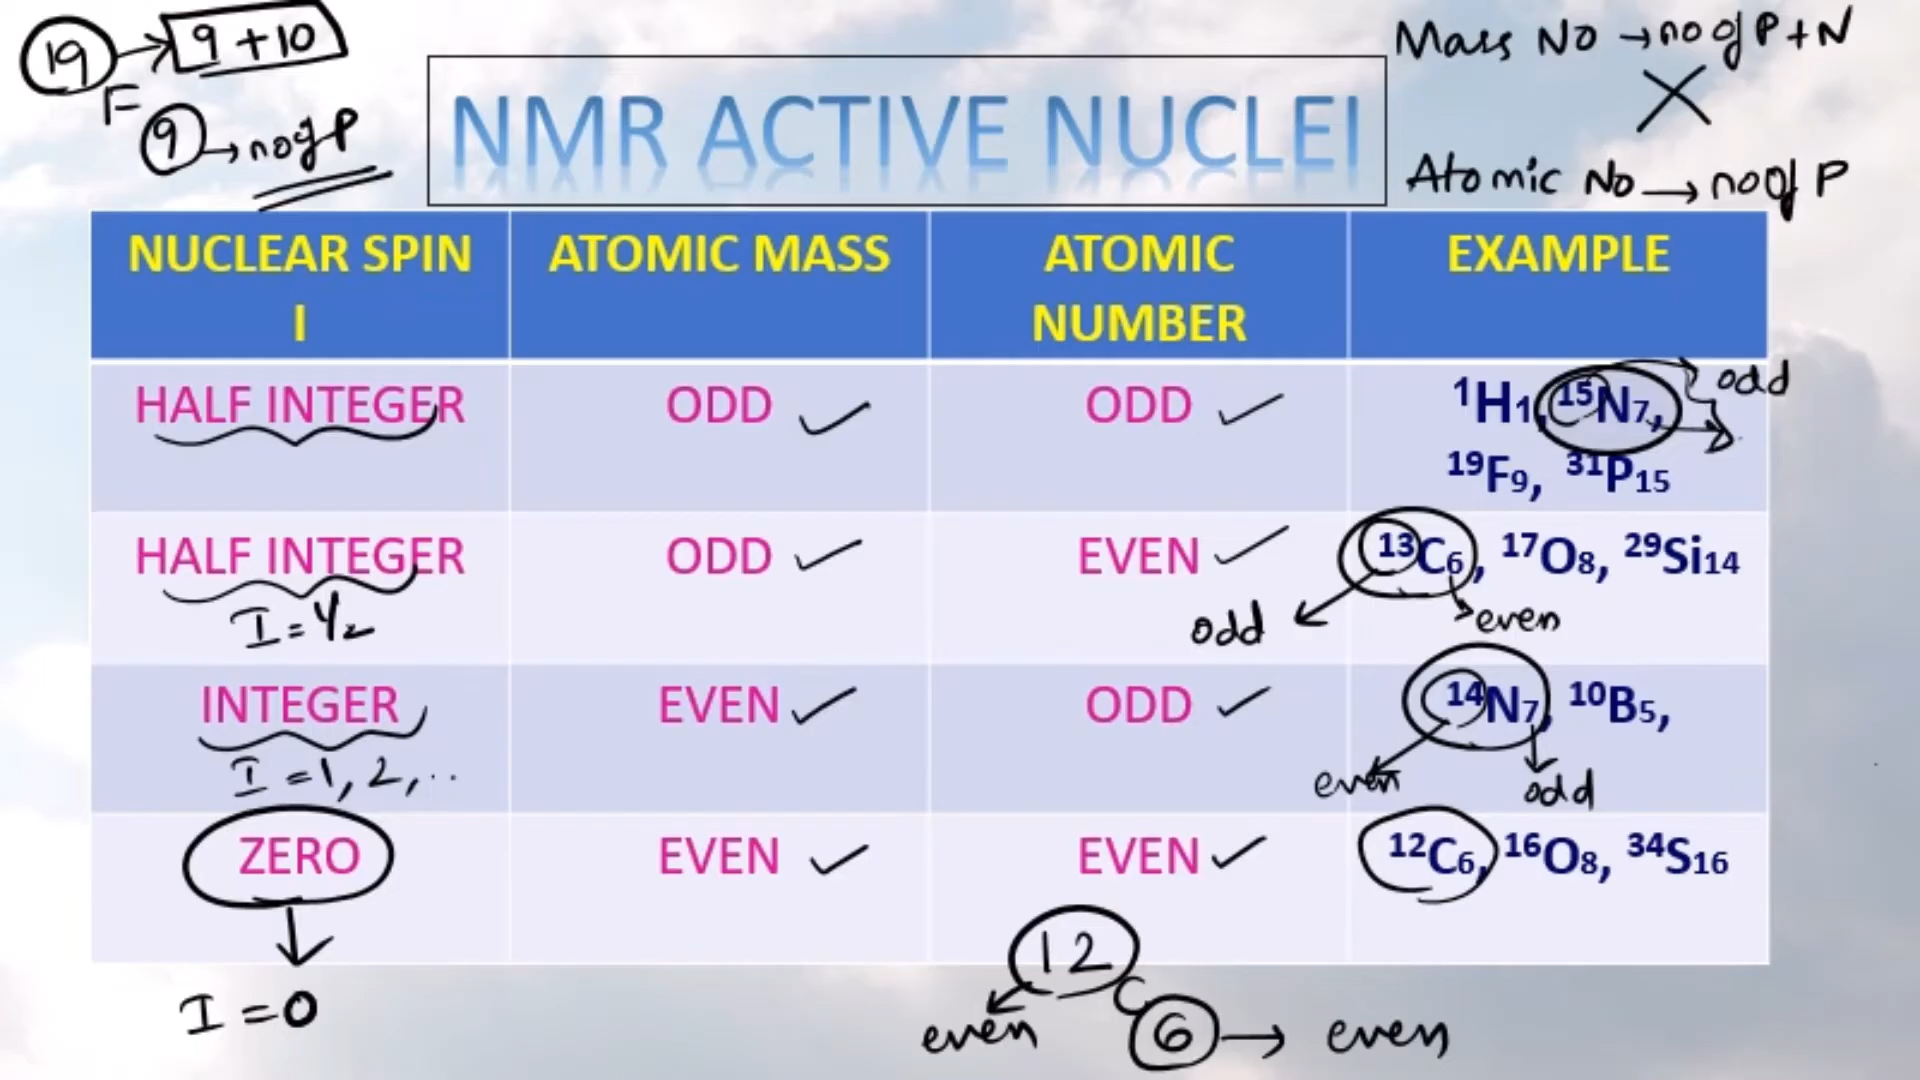 19 → 9 + 10
F
9 → no of P
NMR ACTIVE NUCLEI
Mass No → no of P+N
X
Atomic No → no of P
NUCLEAR SPIN I
ATOMIC MASS
ATOMIC NUMBER
EXAMPLE
HALF INTEGER
ODD
ODD
¹H₁, ¹⁵N₇,
odd
¹⁹F₉, ³¹P₁₅
HALF INTEGER
I = 1/2
ODD
EVEN
¹³C₆, ¹⁷O₈, ²⁹Si₁₄
odd
even
INTEGER
I = 1, 2, ..
EVEN
ODD
¹⁴N₇, ¹⁰B₅,
even
odd
ZERO
EVEN
EVEN
¹²C₆, ¹⁶O₈, ³⁴S₁₆
I = 0
12
C
even
6 → even